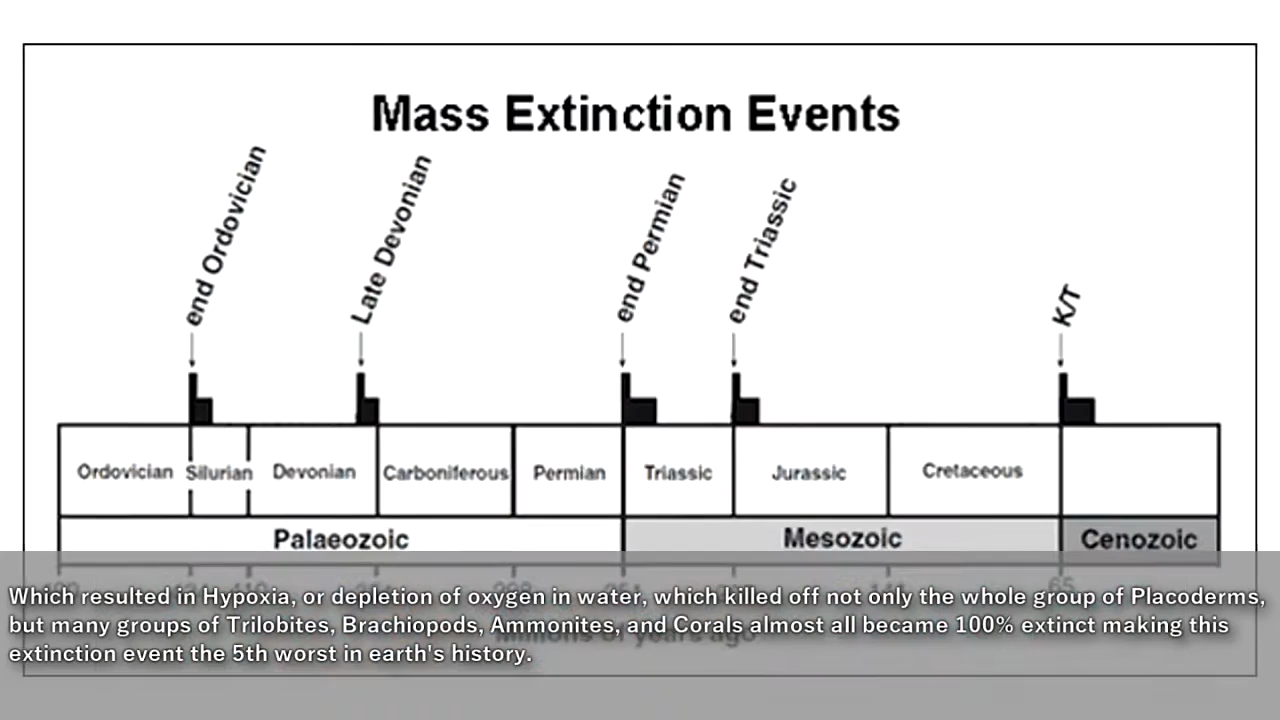 Mass Extinction Events
end Ordovician
Late Devonian
end Permian
end Triassic
K/T
Ordovician
Silurian
Devonian
Carboniferous
Permian
Triassic
Jurassic
Cretaceous
Palaeozoic
Mesozoic
Cenozoic
65
Which resulted in Hypoxia, or depletion of oxygen in water, which killed off not only the whole group of Placoderms,
but many groups of Trilobites, Brachiopods, Ammonites, and Corals almost all became 100% extinct making this
extinction event the 5th worst in earth's history.